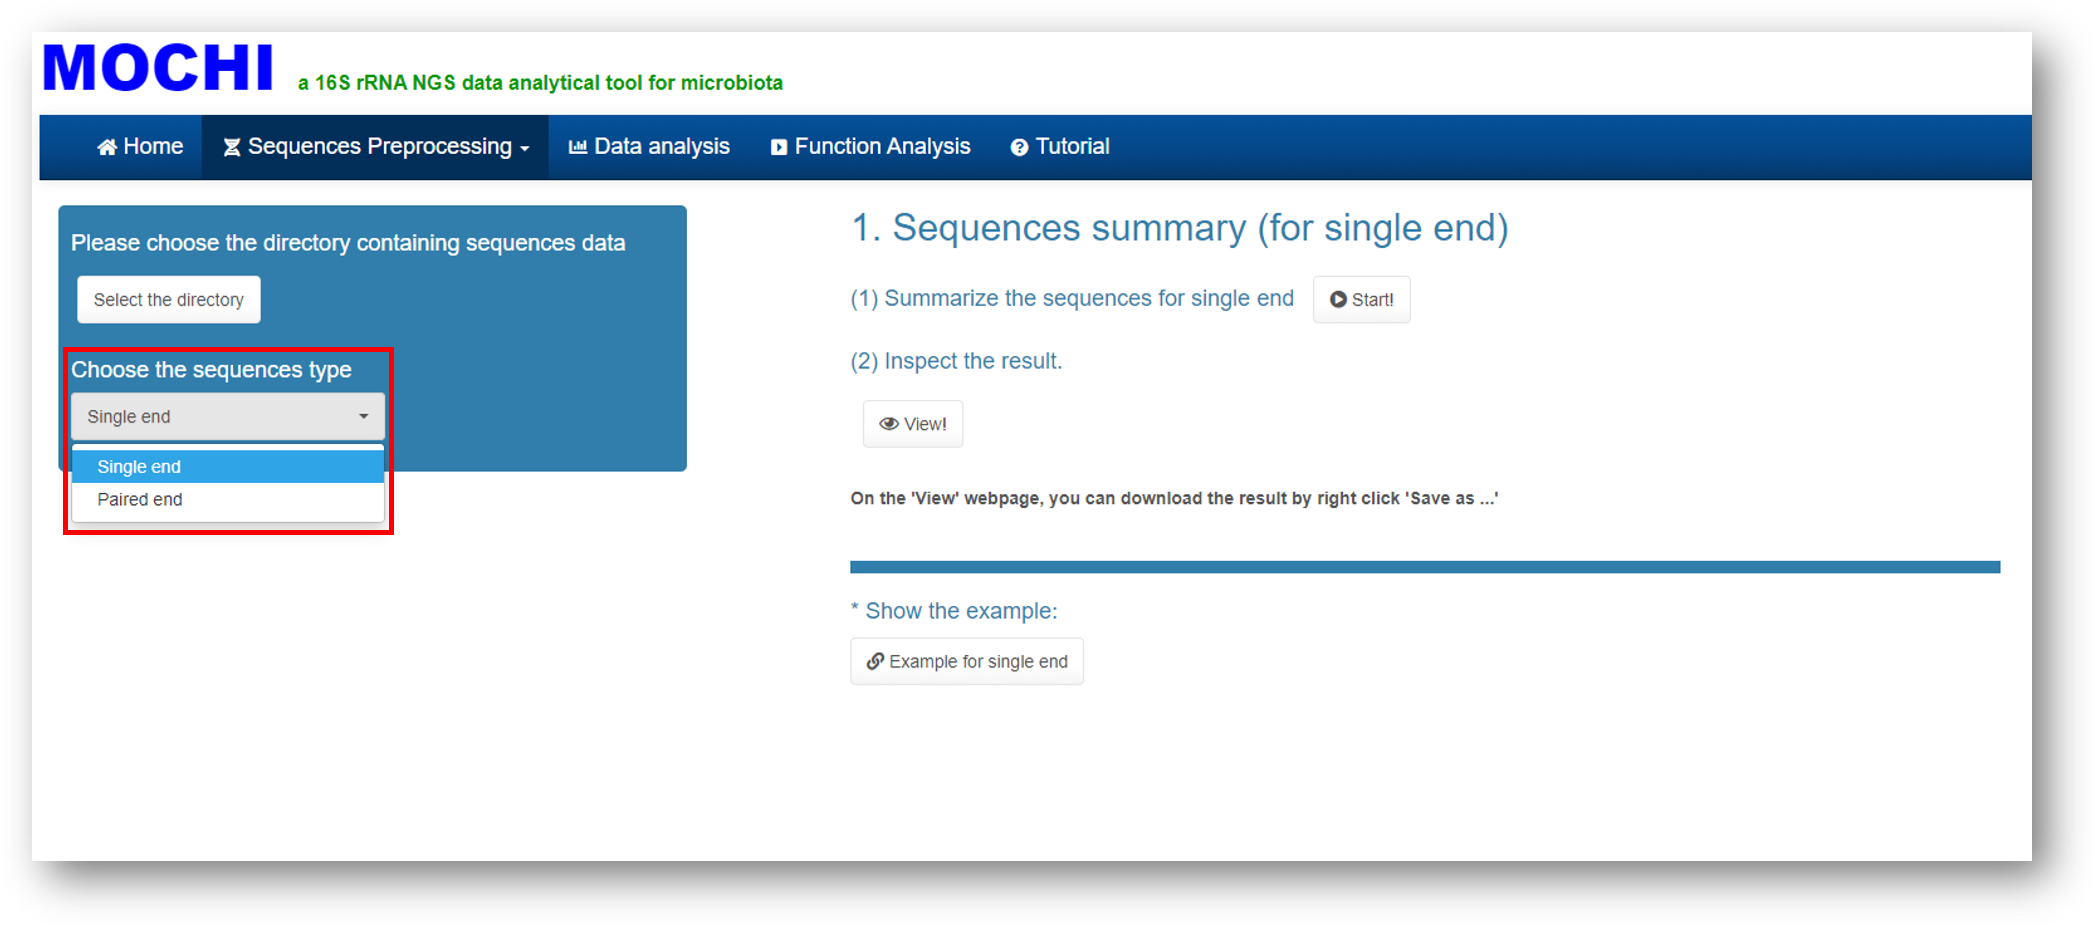 MOCHI a 16S rRNA NGS data analytical tool for microbiota
Home Sequences Preprocessing Data analysis Function Analysis Tutorial
Please choose the directory containing sequences data
Select the directory
Choose the sequences type
Single end
Single end
Paired end
1. Sequences summary (for single end)
(1) Summarize the sequences for single end Start!
(2) Inspect the result.
View!
On the 'View' webpage, you can download the result by right click 'Save as ...'
* Show the example:
Example for single end